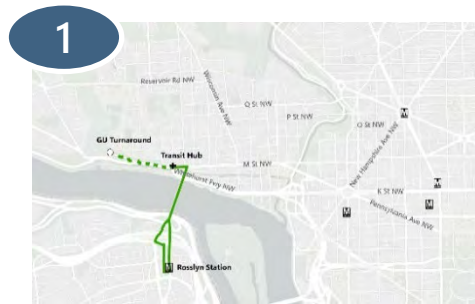 1
Reservoir Rd NW
Wisconsin Ave NW
Q St NW
P St NW
Q St NW
New Hampshire Ave NW
GU Turnaround
Transit Hub
M St NW
Whitehurst Fwy NW
K St NW
Pennsylvania Ave NW
M
M
M
Rosslyn Station